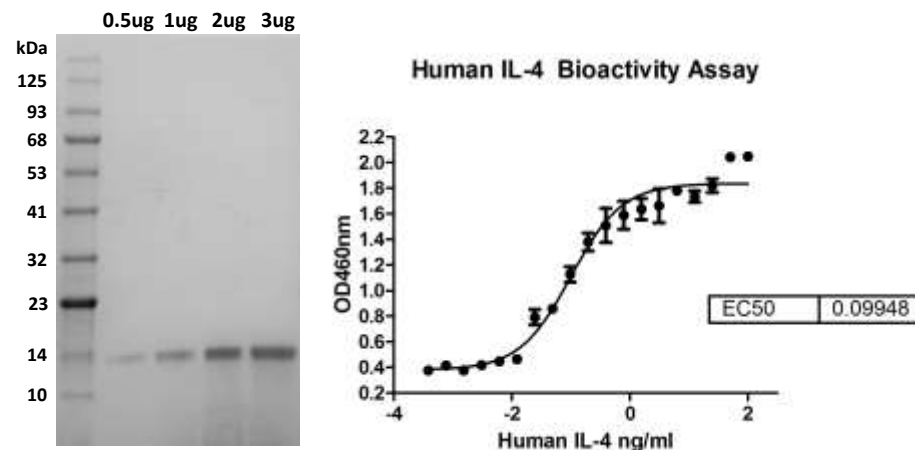 0.5ug 1ug 2ug 3ug
kDa
125
93
68
53
41
32
23
14
10
Human IL-4 Bioactivity Assay
OD460nm
2.2
2.0
1.8
1.6
1.4
1.2
1.0
0.8
0.6
0.4
0.2
-4 -2 0 2
Human IL-4 ng/ml
EC50 0.09948